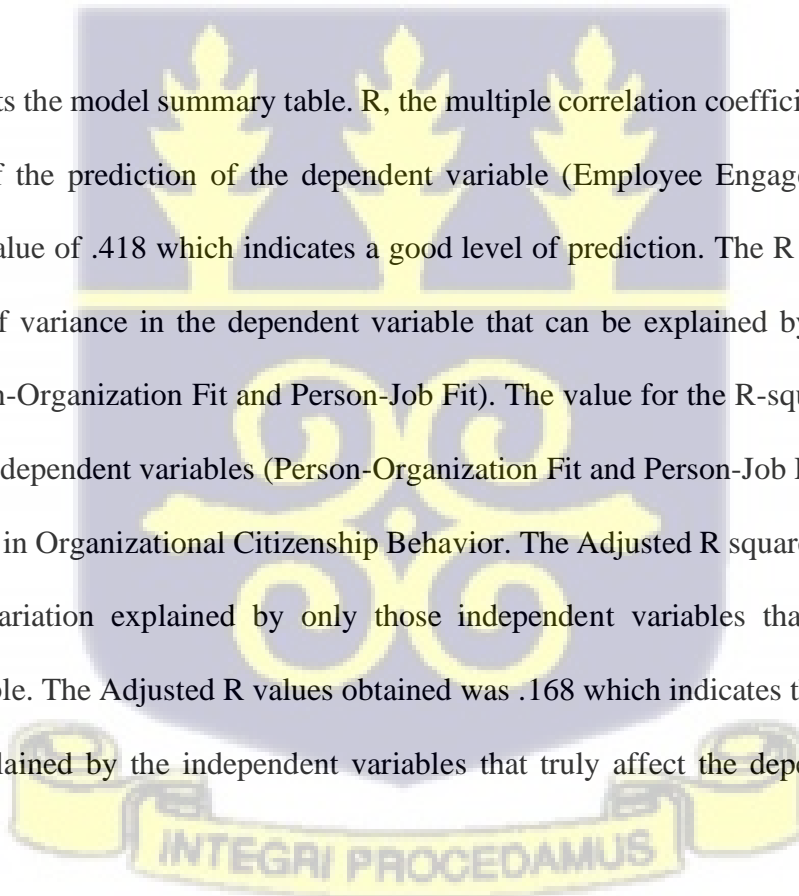 ts the model summary table. R, the multiple correlation coeffici
f the prediction of the dependent variable (Employee Engag
alue of .418 which indicates a good level of prediction. The R
f variance in the dependent variable that can be explained by
n-Organization Fit and Person-Job Fit). The value for the R-squ
dependent variables (Person-Organization Fit and Person-Job
in Organizational Citizenship Behavior. The Adjusted R square
ariation explained by only those independent variables tha
ole. The Adjusted R values obtained was .168 which indicates t
lained by the independent variables that truly affect the depe
INTEGRI PROCEDAMUS